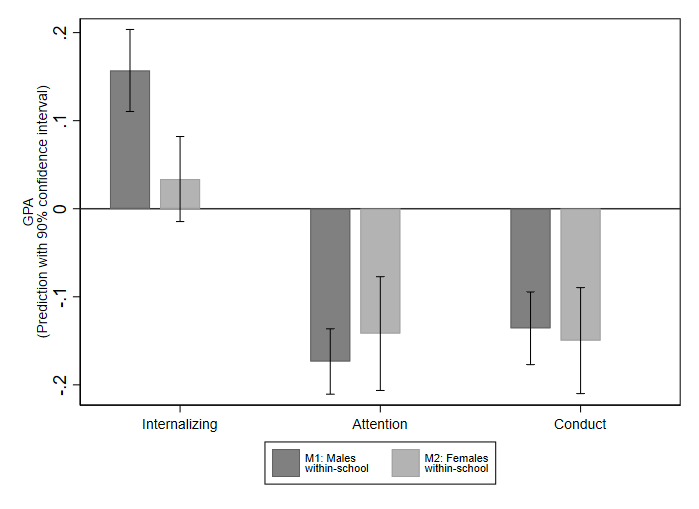 GPA
(Prediction with 90% confidence interval)
.2
.1
0
-.1
-.2
Internalizing
Attention
Conduct
M1: Males
within-school
M2: Females
within-school